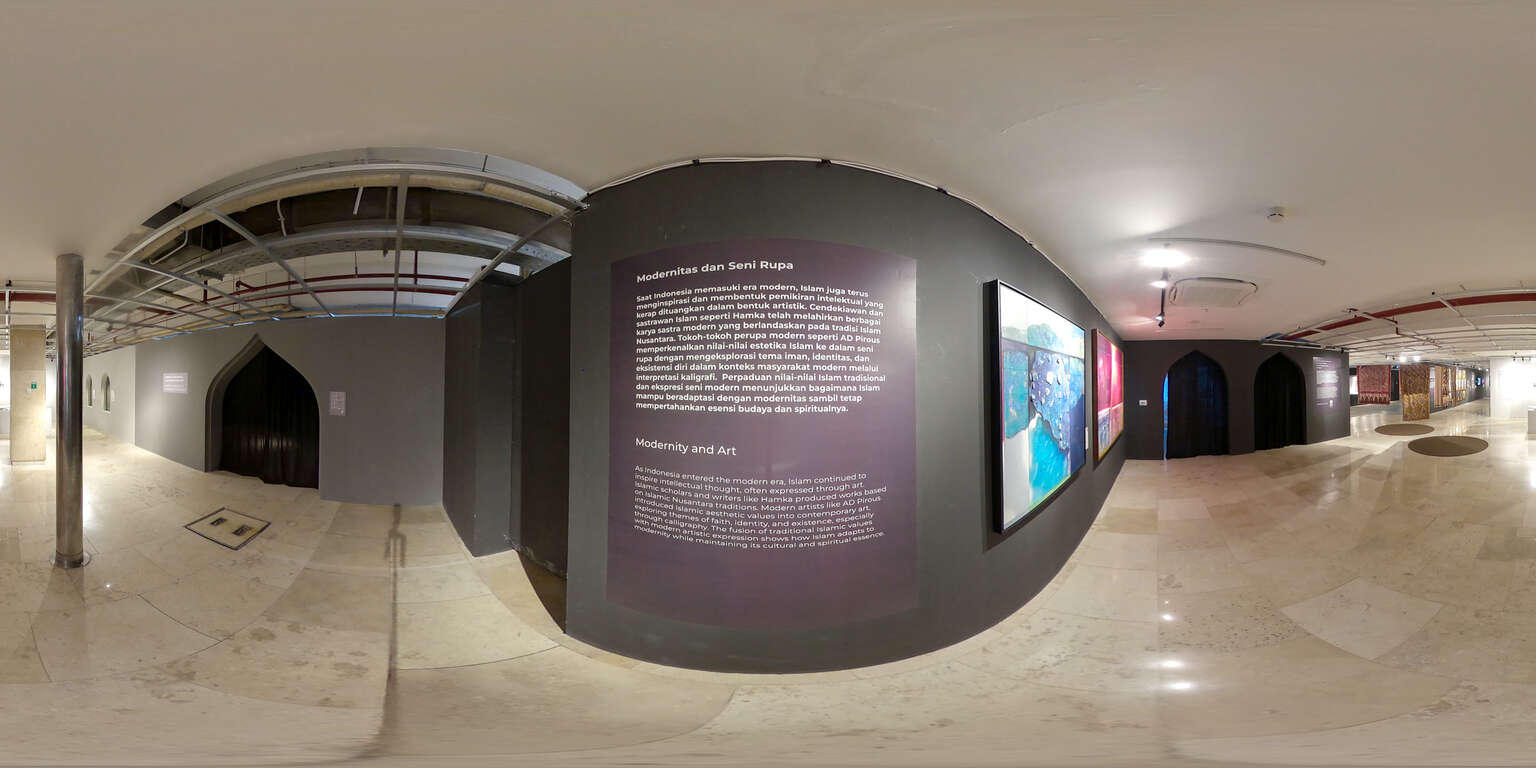 Modernitas dan Seni Rupa
Saat Indonesia memasuki era modern, Islam juga terus
menginspirasi dan membentuk pemikiran intelektual yang
kerap dituangkan dalam bentuk artistik. Cendekiawan dan
sastrawan Islam seperti Hamka telah melahirkan berbagai
karya sastra modern yang berlandaskan pada tradisi Islam
Nusantara. Tokoh-tokoh perupa modern seperti AD Pirous
memperkenalkan nilai-nilai estetika Islam ke dalam seni
rupa dengan mengeksplorasi tema iman, identitas, dan
eksistensi diri dalam konteks masyarakat modern melalui
interpretasi kaligrafi. Perpaduan nilai-nilai Islam tradisional
dan ekspresi seni modern menunjukkan bagaimana Islam
mampu beradaptasi dengan modernitas sambil tetap
mempertahankan esensi budaya dan spiritualnya.
Modernity and Art
As Indonesia entered the modern era, Islam continued to
inspire intellectual thought, often expressed through art.
Islamic scholars and writers like Hamka produced works based
on Islamic Nusantara traditions. Modern artists like AD Pirous
introduced Islamic aesthetic values into contemporary art,
exploring themes of faith, identity, and existence, especially
through calligraphy. The fusion of traditional Islamic values
with modern artistic expression shows how Islam adapts to
modernity while maintaining its cultural and spiritual essence.